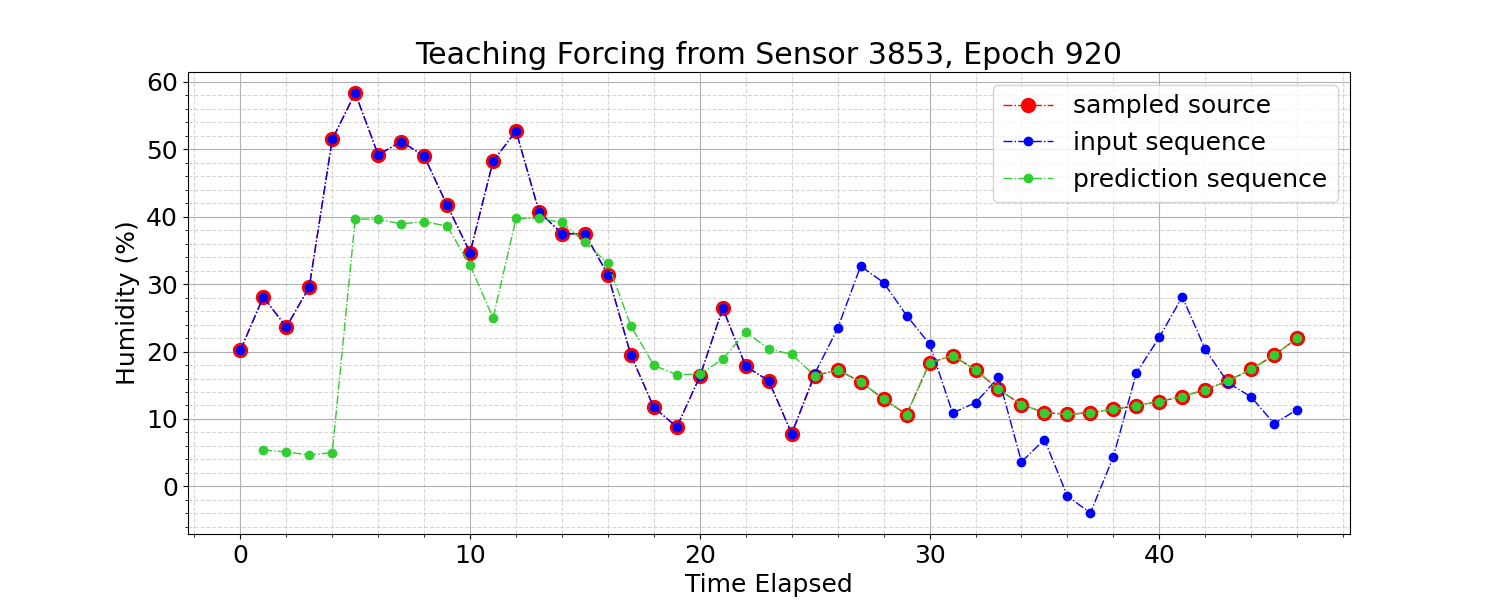 Teaching Forcing from Sensor 3853, Epoch 920
sampled source
input sequence
prediction sequence
Humidity (%)
60
50
40
30
20
10
0
0 10 20 30 40
Time Elapsed